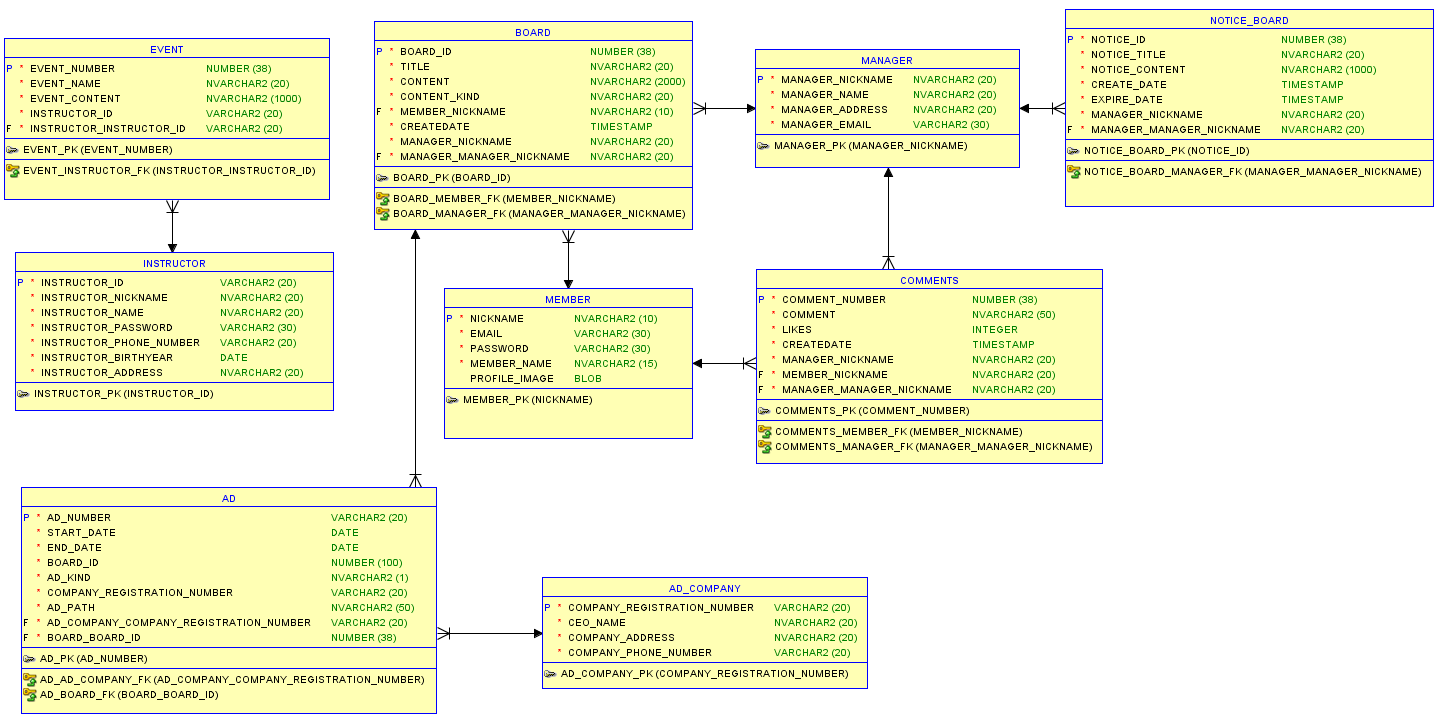 EVENT
P * EVENT_NUMBER NUMBER (38)
* EVENT_NAME NVARCHAR2 (20)
* EVENT_CONTENT NVARCHAR2 (1000)
* INSTRUCTOR_ID VARCHAR2 (20)
F * INSTRUCTOR_INSTRUCTOR_ID VARCHAR2 (20)
EVENT_PK (EVENT_NUMBER)
EVENT_INSTRUCTOR_FK (INSTRUCTOR_INSTRUCTOR_ID)
BOARD
P * BOARD_ID NUMBER (38)
* TITLE NVARCHAR2 (20)
* CONTENT NVARCHAR2 (2000)
* CONTENT_KIND NVARCHAR2 (20)
F * MEMBER_NICKNAME NVARCHAR2 (10)
* CREATEDATE TIMESTAMP
* MANAGER_NICKNAME NVARCHAR2 (20)
F * MANAGER_MANAGER_NICKNAME NVARCHAR2 (20)
BOARD_PK (BOARD_ID)
BOARD_MEMBER_FK (MEMBER_NICKNAME)
BOARD_MANAGER_FK (MANAGER_MANAGER_NICKNAME)
MANAGER
P * MANAGER_NICKNAME NVARCHAR2 (20)
* MANAGER_NAME NVARCHAR2 (20)
* MANAGER_ADDRESS NVARCHAR2 (20)
* MANAGER_EMAIL VARCHAR2 (30)
MANAGER_PK (MANAGER_NICKNAME)
NOTICE_BOARD
P * NOTICE_ID NUMBER (38)
* NOTICE_TITLE NVARCHAR2 (20)
* NOTICE_CONTENT NVARCHAR2 (1000)
* CREATE_DATE TIMESTAMP
* EXPIRE_DATE TIMESTAMP
* MANAGER_NICKNAME NVARCHAR2 (20)
F * MANAGER_MANAGER_NICKNAME NVARCHAR2 (20)
NOTICE_BOARD_PK (NOTICE_ID)
NOTICE_BOARD_MANAGER_FK (MANAGER_MANAGER_NICKNAME)
INSTRUCTOR
P * INSTRUCTOR_ID VARCHAR2 (20)
* INSTRUCTOR_NICKNAME NVARCHAR2 (20)
* INSTRUCTOR_NAME NVARCHAR2 (20)
* INSTRUCTOR_PASSWORD VARCHAR2 (30)
* INSTRUCTOR_PHONE_NUMBER VARCHAR2 (20)
* INSTRUCTOR_BIRTHYEAR DATE
* INSTRUCTOR_ADDRESS NVARCHAR2 (20)
INSTRUCTOR_PK (INSTRUCTOR_ID)
MEMBER
P * NICKNAME NVARCHAR2 (10)
* EMAIL VARCHAR2 (30)
* PASSWORD VARCHAR2 (30)
* MEMBER_NAME NVARCHAR2 (15)
PROFILE_IMAGE BLOB
MEMBER_PK (NICKNAME)
COMMENTS
P * COMMENT_NUMBER NUMBER (38)
* COMMENT NVARCHAR2 (50)
* LIKES INTEGER
* CREATEDATE TIMESTAMP
* MANAGER_NICKNAME NVARCHAR2 (20)
F * MEMBER_NICKNAME NVARCHAR2 (20)
F * MANAGER_MANAGER_NICKNAME NVARCHAR2 (20)
COMMENTS_PK (COMMENT_NUMBER)
COMMENTS_MEMBER_FK (MEMBER_NICKNAME)
COMMENTS_MANAGER_FK (MANAGER_MANAGER_NICKNAME)
AD
P * AD_NUMBER VARCHAR2 (20)
* START_DATE DATE
* END_DATE DATE
* BOARD_ID NUMBER (100)
* AD_KIND NVARCHAR2 (1)
* COMPANY_REGISTRATION_NUMBER VARCHAR2 (20)
* AD_PATH NVARCHAR2 (50)
F * AD_COMPANY_COMPANY_REGISTRATION_NUMBER VARCHAR2 (20)
F * BOARD_BOARD_ID NUMBER (38)
AD_PK (AD_NUMBER)
AD_AD_COMPANY_FK (AD_COMPANY_COMPANY_REGISTRATION_NUMBER)
AD_BOARD_FK (BOARD_BOARD_ID)
AD_COMPANY
P * COMPANY_REGISTRATION_NUMBER VARCHAR2 (20)
* CEO_NAME NVARCHAR2 (20)
* COMPANY_ADDRESS NVARCHAR2 (20)
* COMPANY_PHONE_NUMBER VARCHAR2 (20)
AD_COMPANY_PK (COMPANY_REGISTRATION_NUMBER)